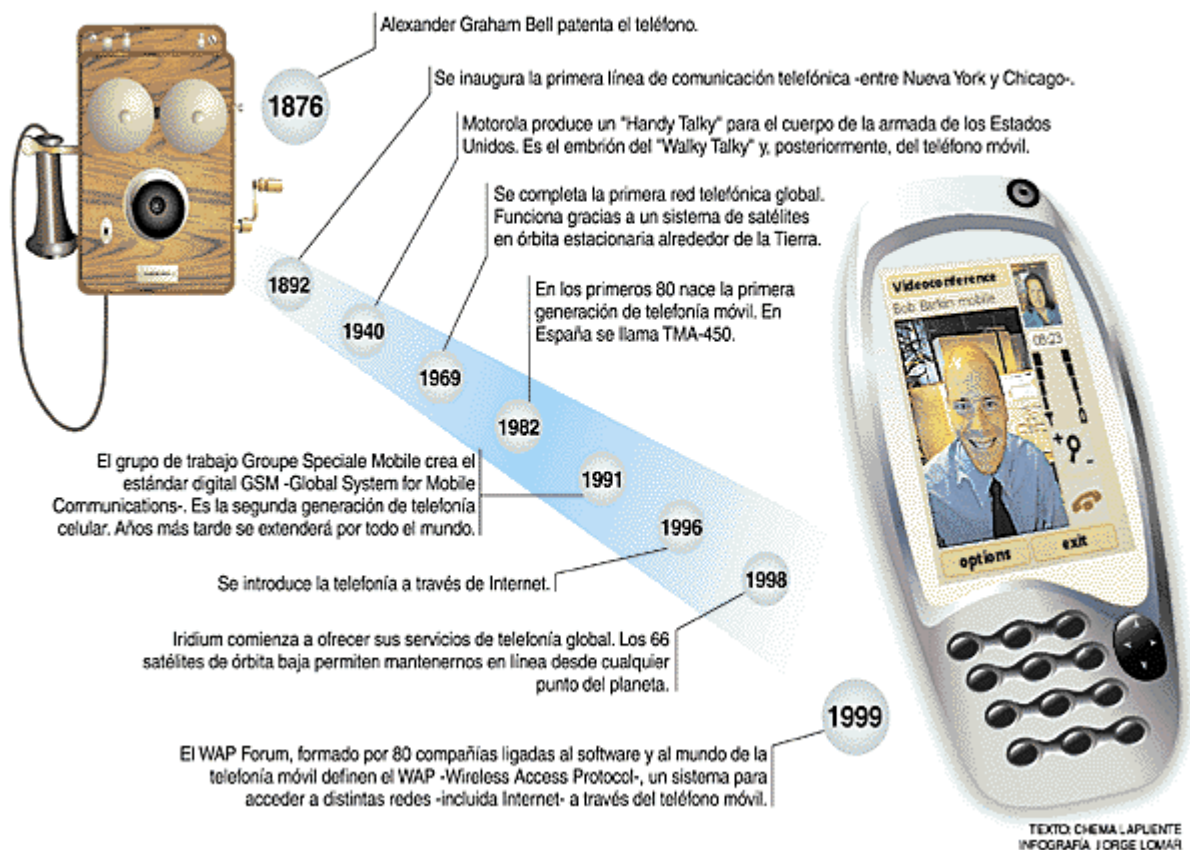 Alexander Graham Bell patenta el teléfono.
1876
Se inaugura la primera línea de comunicación telefónica -entre Nueva York y Chicago-.
1892
Motorola produce un "Handy Talky" para el cuerpo de la armada de los Estados
Unidos. Es el embrión del "Walky Talky" y, posteriormente, del teléfono móvil.
1940
Se completa la primera red telefónica global.
Funciona gracias a un sistema de satélites
en órbita estacionaria alrededor de la Tierra.
1969
En los primeros 80 nace la primera
generación de telefonía móvil. En
España se llama TMA-450.
1982
El grupo de trabajo Groupe Speciale Mobile crea el
estándar digital GSM -Global System for Mobile
Communications-. Es la segunda generación de telefonía
celular. Años más tarde se extenderá por todo el mundo.
1991
Se introduce la telefonía a través de Internet.
1996
Iridium comienza a ofrecer sus servicios de telefonía global. Los 66
satélites de órbita baja permiten mantenernos en línea desde cualquier
punto del planeta.
1998
El WAP Forum, formado por 80 compañías ligadas al software y al mundo de la
telefonía móvil definen el WAP -Wireless Access Protocol-, un sistema para
acceder a distintas redes -incluida Internet- a través del teléfono móvil.
1999
Videoconference
Bob mobile
03:23
options
exit
TEXTO: CHEMA LAPUENTE
INFOGRAFÍA: JORGE LOMAR